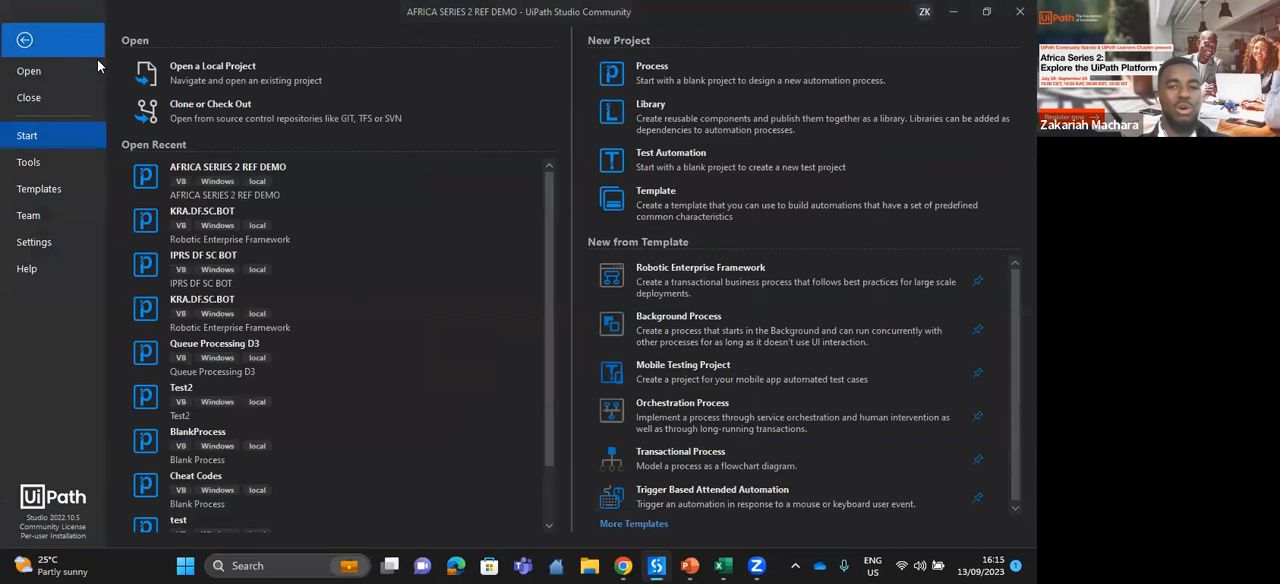 AFRICA SERIES 2 REF DEMO - UiPath Studio Community
ZK
Open
Close
Start
Tools
Templates
Team
Settings
Help
UiPath
Studio 2022.10.5
Community License
Per-user Installation
Open
Open a Local Project
Navigate and open an existing project
Clone or Check Out
Open from source control repositories like GIT, TFS or SVN
Open Recent
AFRICA SERIES 2 REF DEMO
VB Windows local
AFRICA SERIES 2 REF DEMO
KRA.DF.SC.BOT
VB Windows local
Robotic Enterprise Framework
IPRS DF SC BOT
VB Windows local
IPRS DF SC BOT
KRA.DF.SC.BOT
VB Windows local
Robotic Enterprise Framework
Queue Processing D3
VB Windows local
Queue Processing D3
Test2
VB Windows local
Test2
BlankProcess
VB Windows local
Blank Process
Cheat Codes
VB Windows local
Blank Process
test
New Project
Process
Start with a blank project to design a new automation process.
Library
Create reusable components and publish them together as a library. Libraries can be added as
dependencies to automation processes.
Test Automation
Start with a blank project to create a new test project
Template
Create a template that you can use to build automations that have a set of predefined
common characteristics
New from Template
Robotic Enterprise Framework
Create a transactional business process that follows best practices for large scale
deployments.
Background Process
Create a process that starts in the Background and can run concurrently with
other processes for as long as it doesn't use UI interaction.
Mobile Testing Project
Create a project for your mobile app automated test cases
Orchestration Process
Implement a process through service orchestration and human intervention as
well as through long-running transactions.
Transactional Process
Model a process as a flowchart diagram.
Trigger Based Attended Automation
Trigger an automation in response to a mouse or keyboard user event.
More Templates
UiPath
UiPath Community Nairobi & UiPath Learners Chapter present
Africa Series 2:
Explore the UiPath Platform
Register now
Zakariah Machara
25°C
Partly sunny
Search
ENG
US
16:15
13/09/2023
1